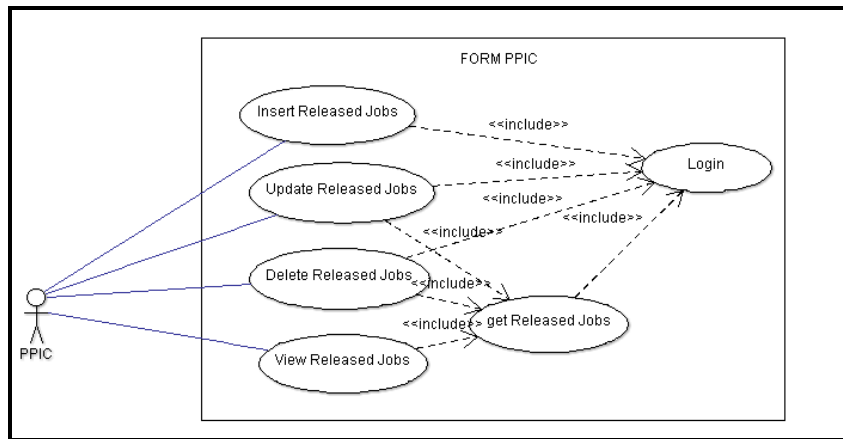 FORM PPIC
Insert Released Jobs
<<include>>
Login
<<include>>
Update Released Jobs
<<include>>
<<include>>
<<include>>
Delete Released Jobs
<<include>>
<<include>>
get Released Jobs
View Released Jobs
PPIC